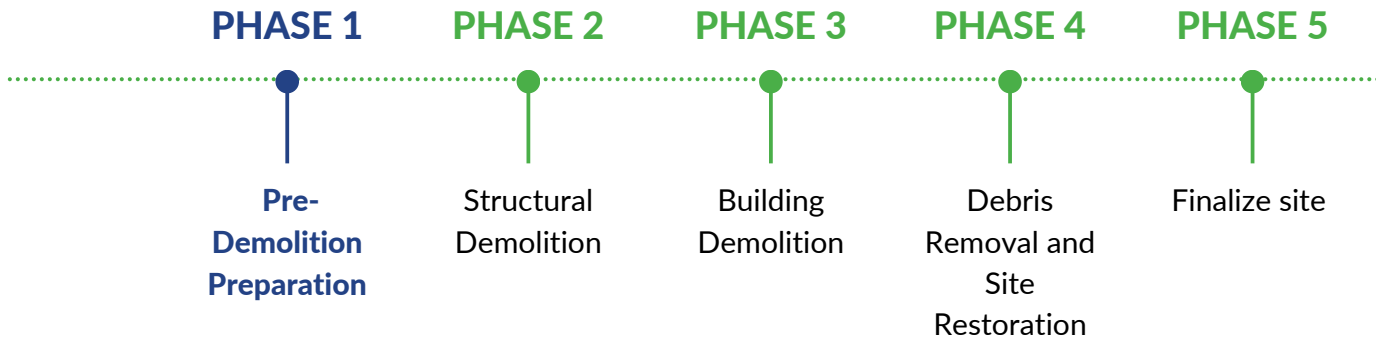 PHASE 1 PHASE 2 PHASE 3 PHASE 4 PHASE 5
Pre-
Demolition
Preparation
Structural
Demolition
Building
Demolition
Debris
Removal and
Site
Restoration
Finalize site